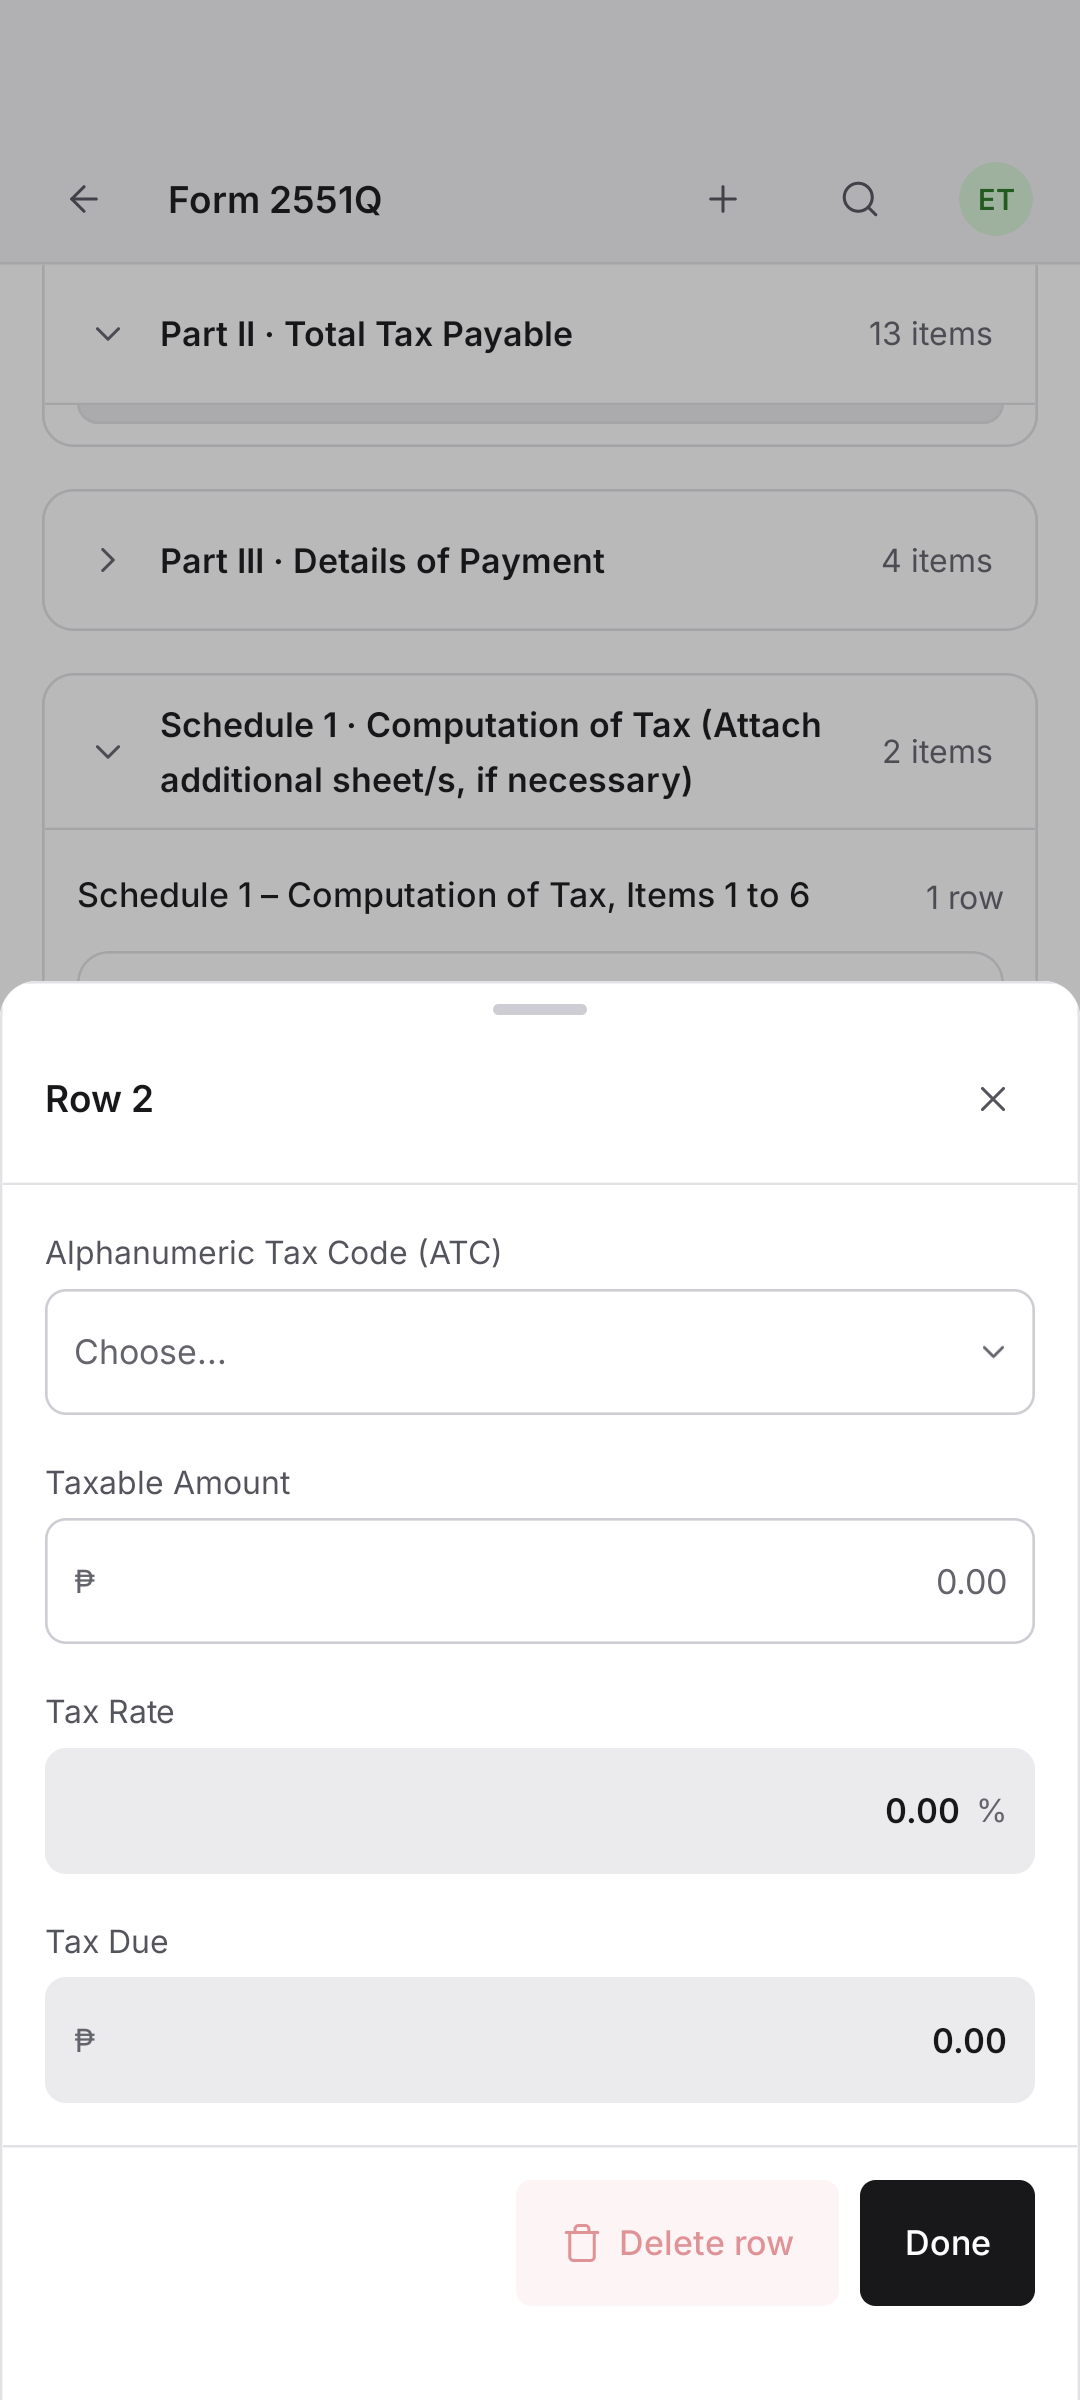 Form 2551Q
ET
Part II · Total Tax Payable
13 items
Part III · Details of Payment
4 items
Schedule 1 · Computation of Tax (Attach
additional sheet/s, if necessary)
2 items
Schedule 1 – Computation of Tax, Items 1 to 6
1 row
Row 2
Alphanumeric Tax Code (ATC)
Choose...
Taxable Amount
₱ 0.00
Tax Rate
0.00 %
Tax Due
₱ 0.00
Delete row
Done